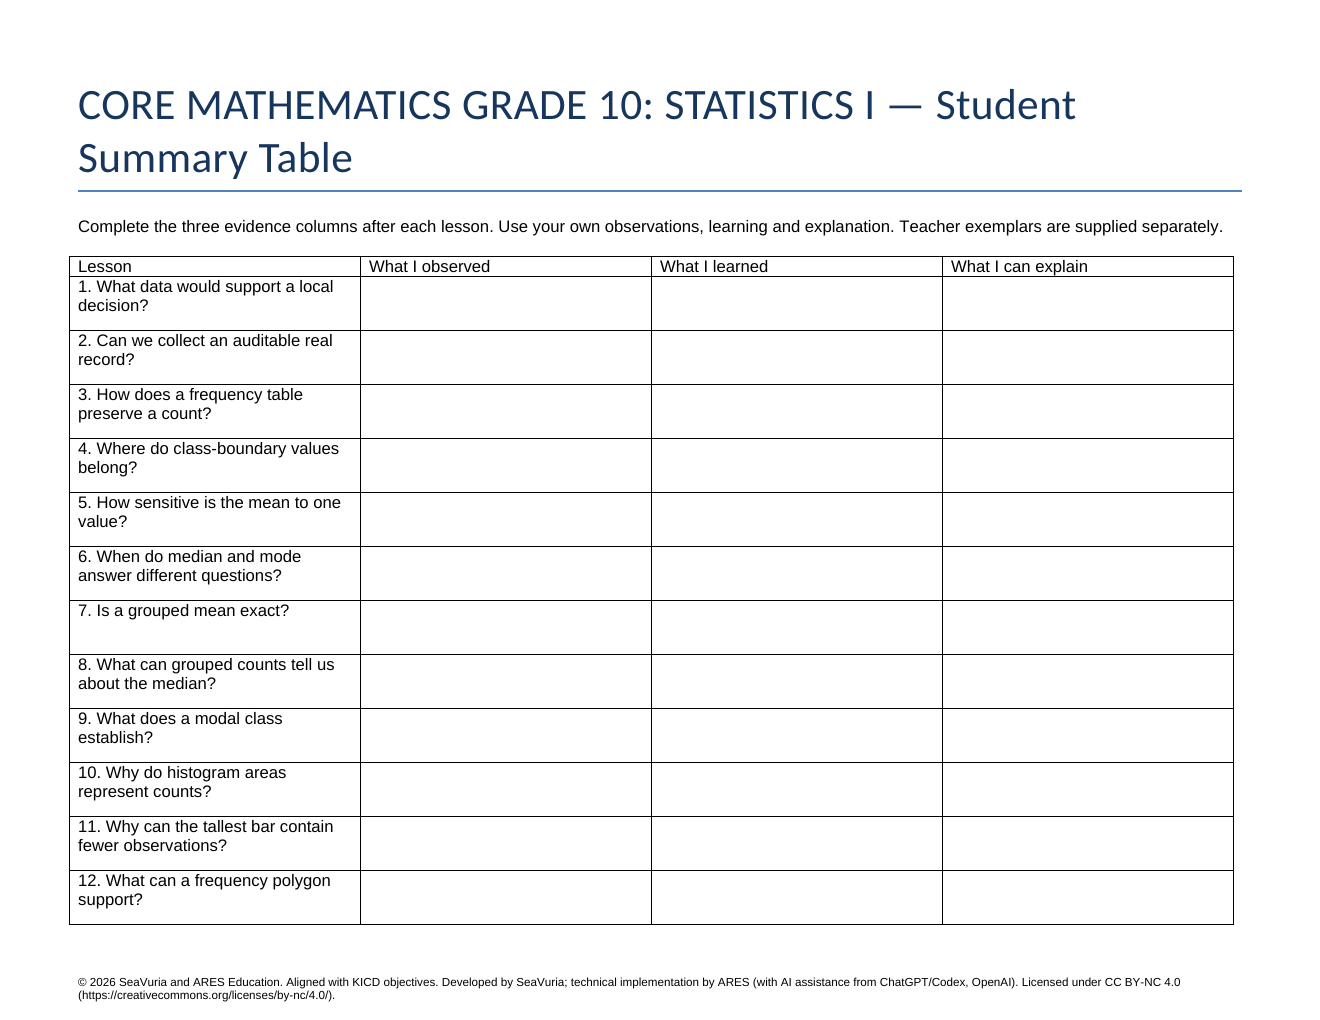 CORE MATHEMATICS GRADE 10: STATISTICS I — Student
Summary Table
Complete the three evidence columns after each lesson. Use your own observations, learning and explanation. Teacher exemplars are supplied separately.
Lesson
What I observed
What I learned
What I can explain
1. What data would support a local
decision?
2. Can we collect an auditable real
record?
3. How does a frequency table
preserve a count?
4. Where do class-boundary values
belong?
5. How sensitive is the mean to one
value?
6. When do median and mode
answer different questions?
7. Is a grouped mean exact?
8. What can grouped counts tell us
about the median?
9. What does a modal class
establish?
10. Why do histogram areas
represent counts?
11. Why can the tallest bar contain
fewer observations?
12. What can a frequency polygon
support?
© 2026 SeaVuria and ARES Education. Aligned with KICD objectives. Developed by SeaVuria; technical implementation by ARES (with AI assistance from ChatGPT/Codex, OpenAI). Licensed under CC BY-NC 4.0
(https://creativecommons.org/licenses/by-nc/4.0/).